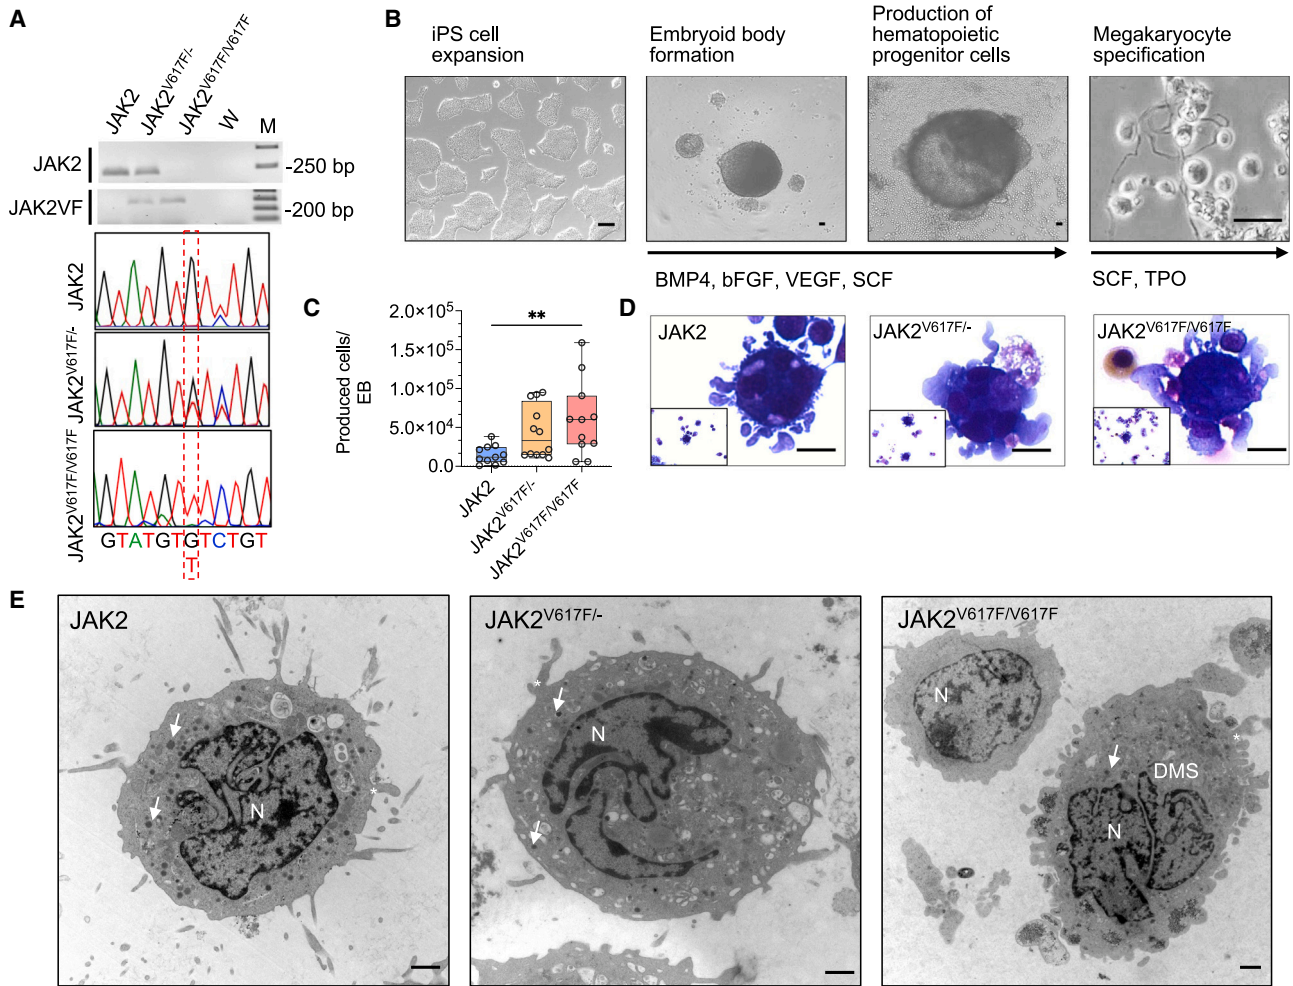 A
JAK2
JAK2V617F/-
JAK2V617F/V617F
W
M
JAK2
-250 bp
JAK2VF
-200 bp
JAK2
JAK2V617F/-
JAK2V617F/V617F
GTATGTGTCTGT
T
B
iPS cell
expansion
Embryoid body
formation
Production of
hematopoietic
progenitor cells
Megakaryocyte
specification
BMP4, bFGF, VEGF, SCF
SCF, TPO
C
Produced cells/
EB
2.0×10⁵
1.5×10⁵
1.0×10⁵
5.0×10⁴
0.0
**
JAK2
JAK2V617F/-
JAK2V617F/V617F
D
JAK2
JAK2V617F/-
JAK2V617F/V617F
E
JAK2
N
*
JAK2V617F/-
*
N
JAK2V617F/V617F
N
*
DMS
N